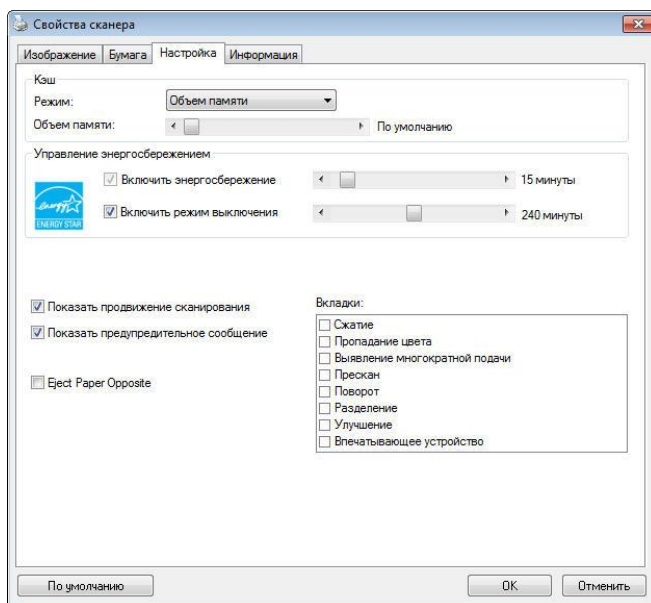 Свойства сканера
Изображение Бумага Настройка Информация
Кэш
Режим: Объем памяти
Объем памяти: По умолчанию
Управление энергосбережением
Включить энергосбережение 15 минуты
Включить режим выключения 240 минуты
energy
ENERGY STAR
Показать продвижение сканирования
Показать предупредительное сообщение
Eject Paper Opposite
Вкладки:
Сжатие
Пропадание цвета
Выявление многократной подачи
Прескан
Поворот
Разделение
Улучшение
Впечатывающее устройство
По умолчанию OK Отменить